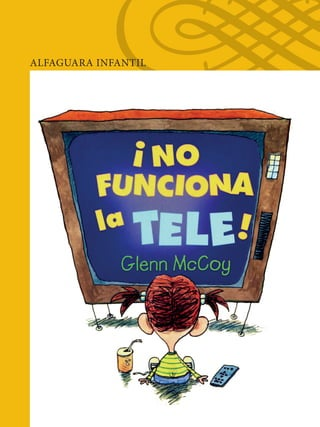 ALFAGUARA INFANTIL
¡NO
FUNCIONA
la TELE!
Glenn McCoy